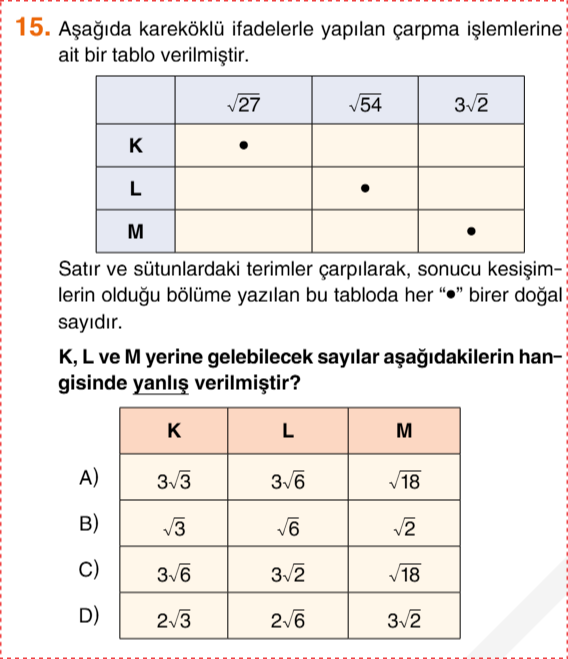 15. Aşağıda kareköklü ifadelerle yapılan çarpma işlemlerine
ait bir tablo verilmiştir.
√27 √54 3√2
K •
L •
M •
Satır ve sütunlardaki terimler çarpılarak, sonucu kesişim-
lerin olduğu bölüme yazılan bu tabloda her “•” birer doğal
sayıdır.
K, L ve M yerine gelebilecek sayılar aşağıdakilerin han-
gisinde yanlış verilmiştir?
K L M
A) 3√3 3√6 √18
B) √3 √6 √2
C) 3√6 3√2 √18
D) 2√3 2√6 3√2